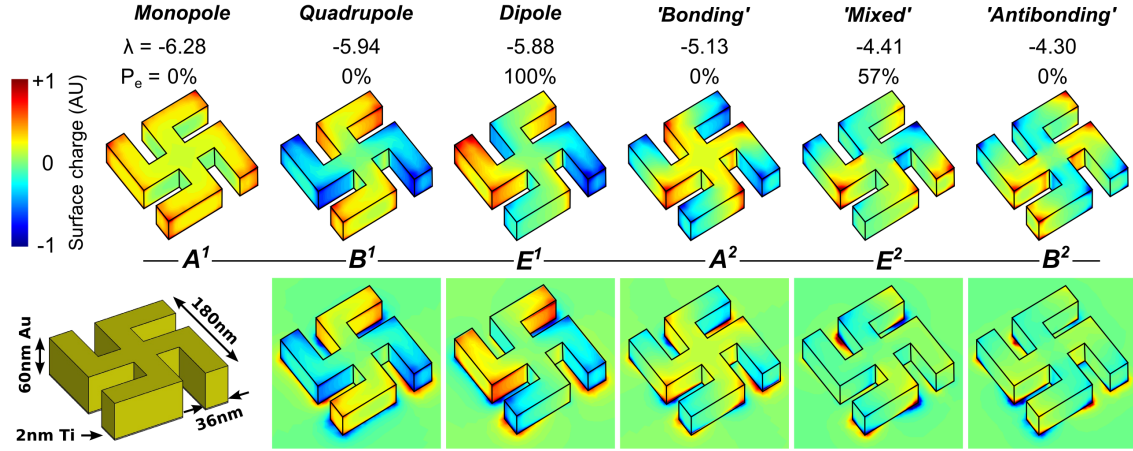 Monopole Quadrupole Dipole 'Bonding' 'Mixed' 'Antibonding'
λ = -6.28 -5.94 -5.88 -5.13 -4.41 -4.30
Pe = 0% 0% 100% 0% 57% 0%
+1
0
-1
Surface charge (AU)
A1 B1 E1 A2 E2 B2
180nm
60nm Au
36nm
2nm Ti